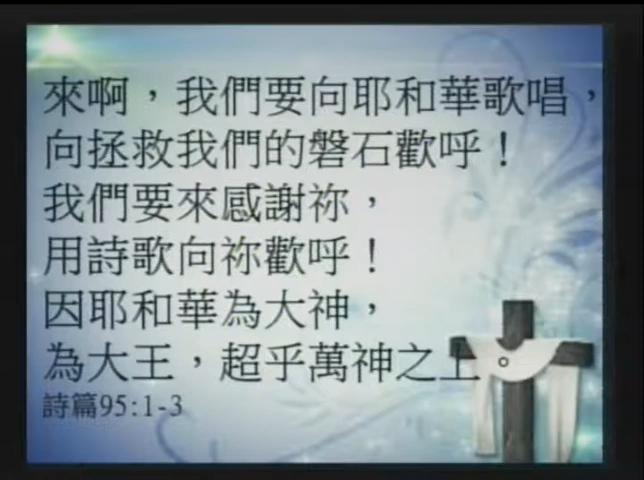 來啊，我們要向耶和華歌唱，
向拯救我們的磐石歡呼！
我們要來感謝祢，
用詩歌向祢歡呼！
因耶和華為大神，
為大王，超乎萬神之上。
詩篇95:1-3